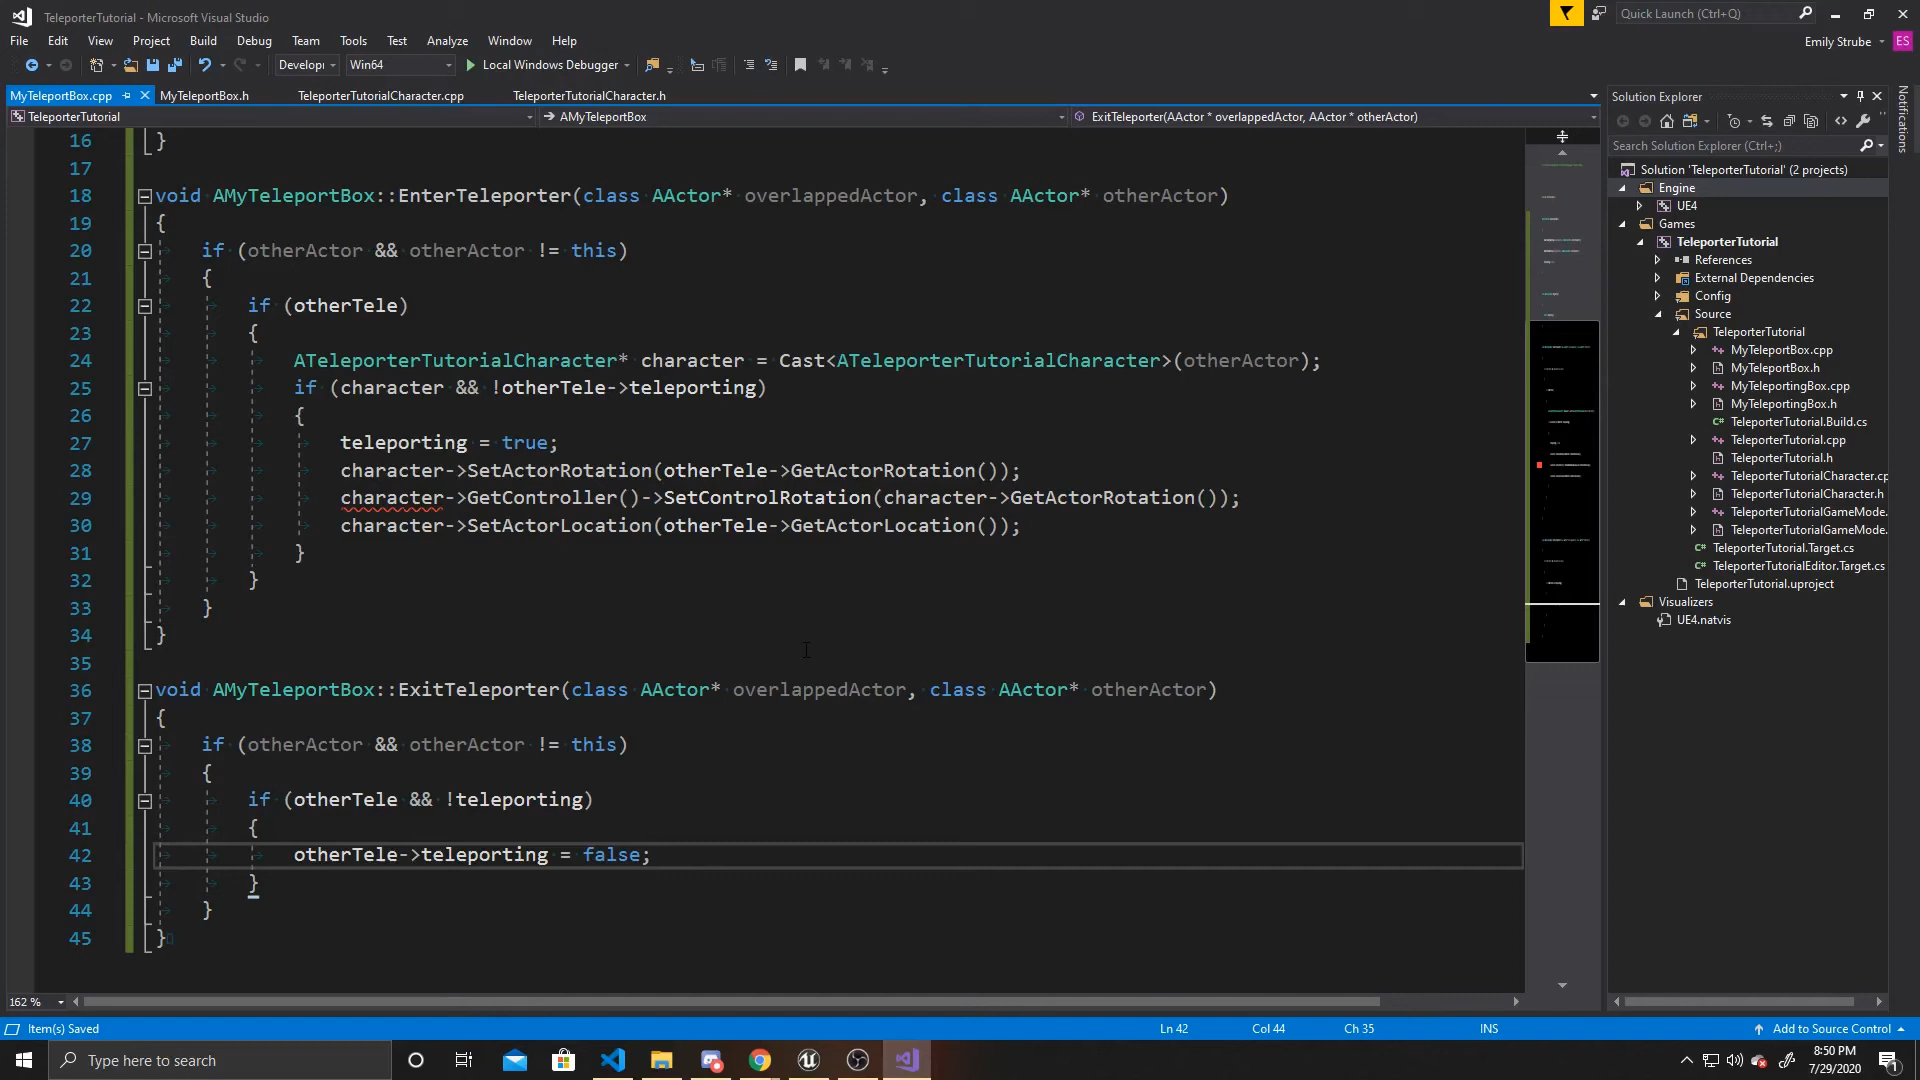 TeleporterTutorial - Microsoft Visual Studio
Quick Launch (Ctrl+Q)
File Edit View Project Build Debug Team Tools Test Analyze Window Help
Emily Strube ES
Developi Win64 Local Windows Debugger
MyTeleportBox.cpp MyTeleportBox.h TeleporterTutorialCharacter.cpp TeleporterTutorialCharacter.h
TeleporterTutorial AMyTeleportBox ExitTeleporter(AActor * overlappedActor, AActor * otherActor)
16 }
17
18 void AMyTeleportBox::EnterTeleporter(class AActor* overlappedActor, class AActor* otherActor)
19 {
20 if (otherActor && otherActor != this)
21 {
22 if (otherTele)
23 {
24 ATeleporterTutorialCharacter* character = Cast<ATeleporterTutorialCharacter>(otherActor);
25 if (character && !otherTele->teleporting)
26 {
27 teleporting = true;
28 character->SetActorRotation(otherTele->GetActorRotation());
29 character->GetController()->SetControlRotation(character->GetActorRotation());
30 character->SetActorLocation(otherTele->GetActorLocation());
31 }
32 }
33 }
34 }
35
36 void AMyTeleportBox::ExitTeleporter(class AActor* overlappedActor, class AActor* otherActor)
37 {
38 if (otherActor && otherActor != this)
39 {
40 if (otherTele && !teleporting)
41 {
42 otherTele->teleporting = false;
43 }
44 }
45 }
162 %
Solution Explorer
Search Solution Explorer (Ctrl+;)
Solution 'TeleporterTutorial' (2 projects)
Engine
UE4
Games
TeleporterTutorial
References
External Dependencies
Config
Source
TeleporterTutorial
MyTeleportBox.cpp
MyTeleportBox.h
MyTeleportingBox.cpp
MyTeleportingBox.h
TeleporterTutorial.Build.cs
TeleporterTutorial.cpp
TeleporterTutorial.h
TeleporterTutorialCharacter.cp
TeleporterTutorialCharacter.h
TeleporterTutorialGameMode.
TeleporterTutorialGameMode.
TeleporterTutorial.Target.cs
TeleporterTutorialEditor.Target.cs
TeleporterTutorial.uproject
Visualizers
UE4.natvis
Notifications
Item(s) Saved Ln 42 Col 44 Ch 35 INS Add to Source Control
Type here to search
8:50 PM
7/29/2020
1